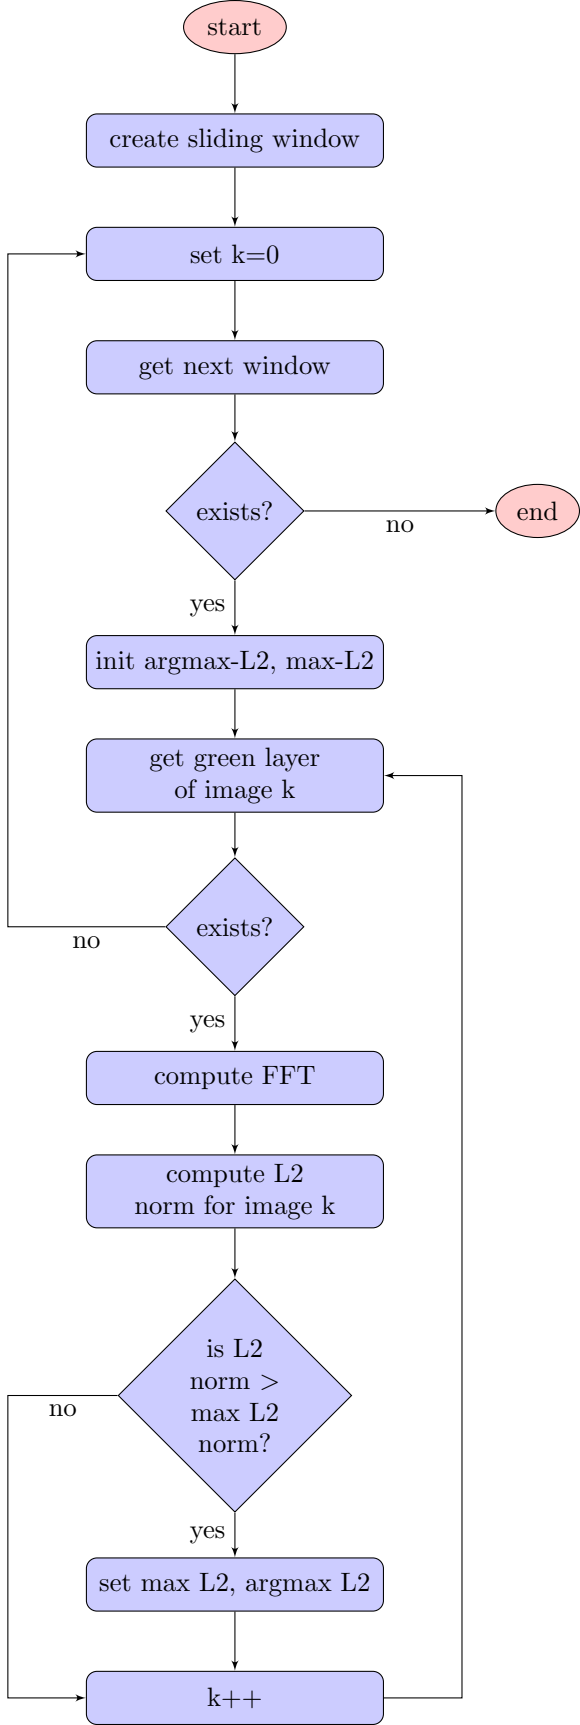 start
create sliding window
set k=0
get next window
exists?
no
end
yes
init argmax-L2, max-L2
get green layer
of image k
exists?
no
yes
compute FFT
compute L2
norm for image k
is L2
norm >
max L2
norm?
no
yes
set max L2, argmax L2
k++